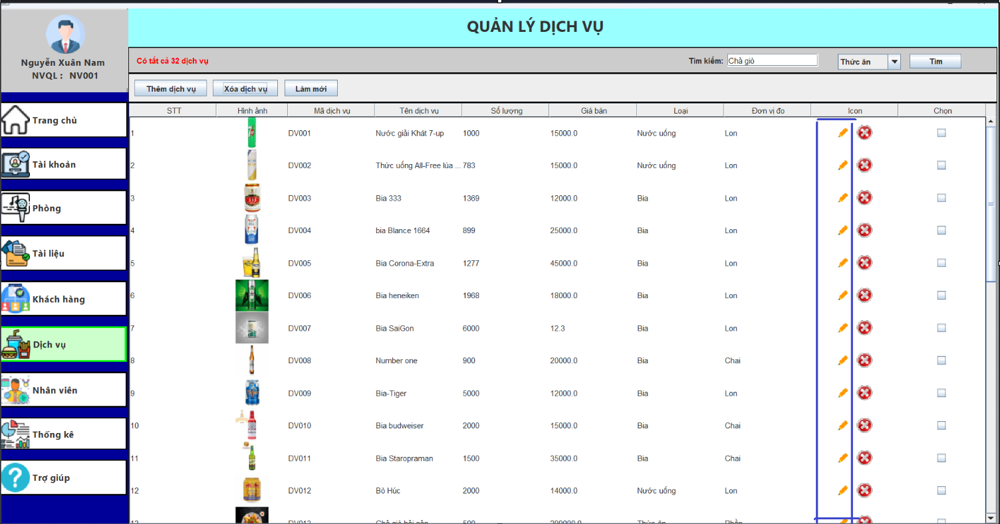 QUẢN LÝ DỊCH VỤ
Nguyễn Xuân Nam
NVQL : NV001
Có tất cả 32 dịch vụ
Tìm kiếm: Chả giò Thức ăn Tìm
Thêm dịch vụ Xóa dịch vụ Làm mới
Trang chủ
Tài khoản
Phòng
Tài liệu
Khách hàng
Dịch vụ
Nhân viên
Thống kê
Trợ giúp
STT Hình ảnh Mã dịch vụ Tên dịch vụ Số lượng Giá bán Loại Đơn vị đo Icon Chọn
1 DV001 Nước giải Khát 7-up 1000 15000.0 Nước uống Lon
2 DV002 Thức uống All-Free lúa ... 783 15000.0 Nước uống Lon
3 DV003 Bia 333 1369 12000.0 Bia Lon
4 DV004 bia Blance 1664 899 25000.0 Bia Lon
5 DV005 Bia Corona-Extra 1277 45000.0 Bia Lon
6 DV006 Bia heneiken 1968 18000.0 Bia Lon
7 DV007 Bia SaiGon 6000 12.3 Bia Lon
8 DV008 Number one 900 20000.0 Bia Chai
9 DV009 Bia-Tiger 5000 12000.0 Bia Lon
10 DV010 Bia budweiser 2000 15000.0 Bia Chai
11 DV011 Bia Staropraman 1500 35000.0 Bia Chai
12 DV012 Bò Húc 2000 14000.0 Nước uống Lon
13 DV013 Chả giò hải sản 500 Thức ăn Phần